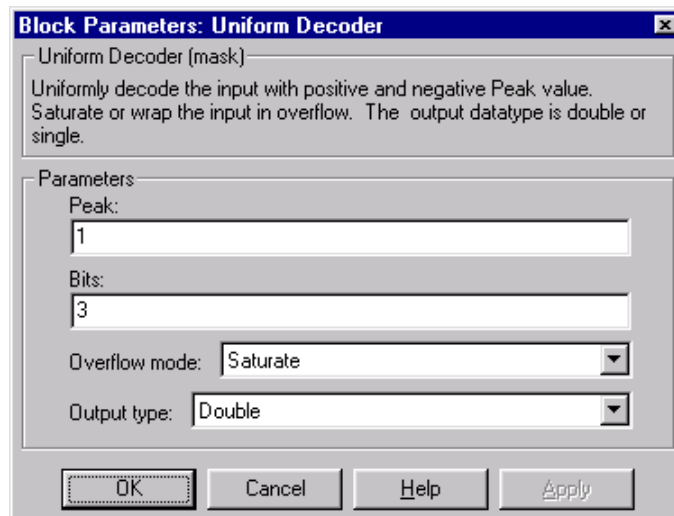 Block Parameters: Uniform Decoder
Uniform Decoder (mask)
Uniformly decode the input with positive and negative Peak value.
Saturate or wrap the input in overflow.  The  output datatype is double or
single.
Parameters
Peak:
1
Bits:
3
Overflow mode: Saturate
Output type: Double
OK Cancel Help Apply